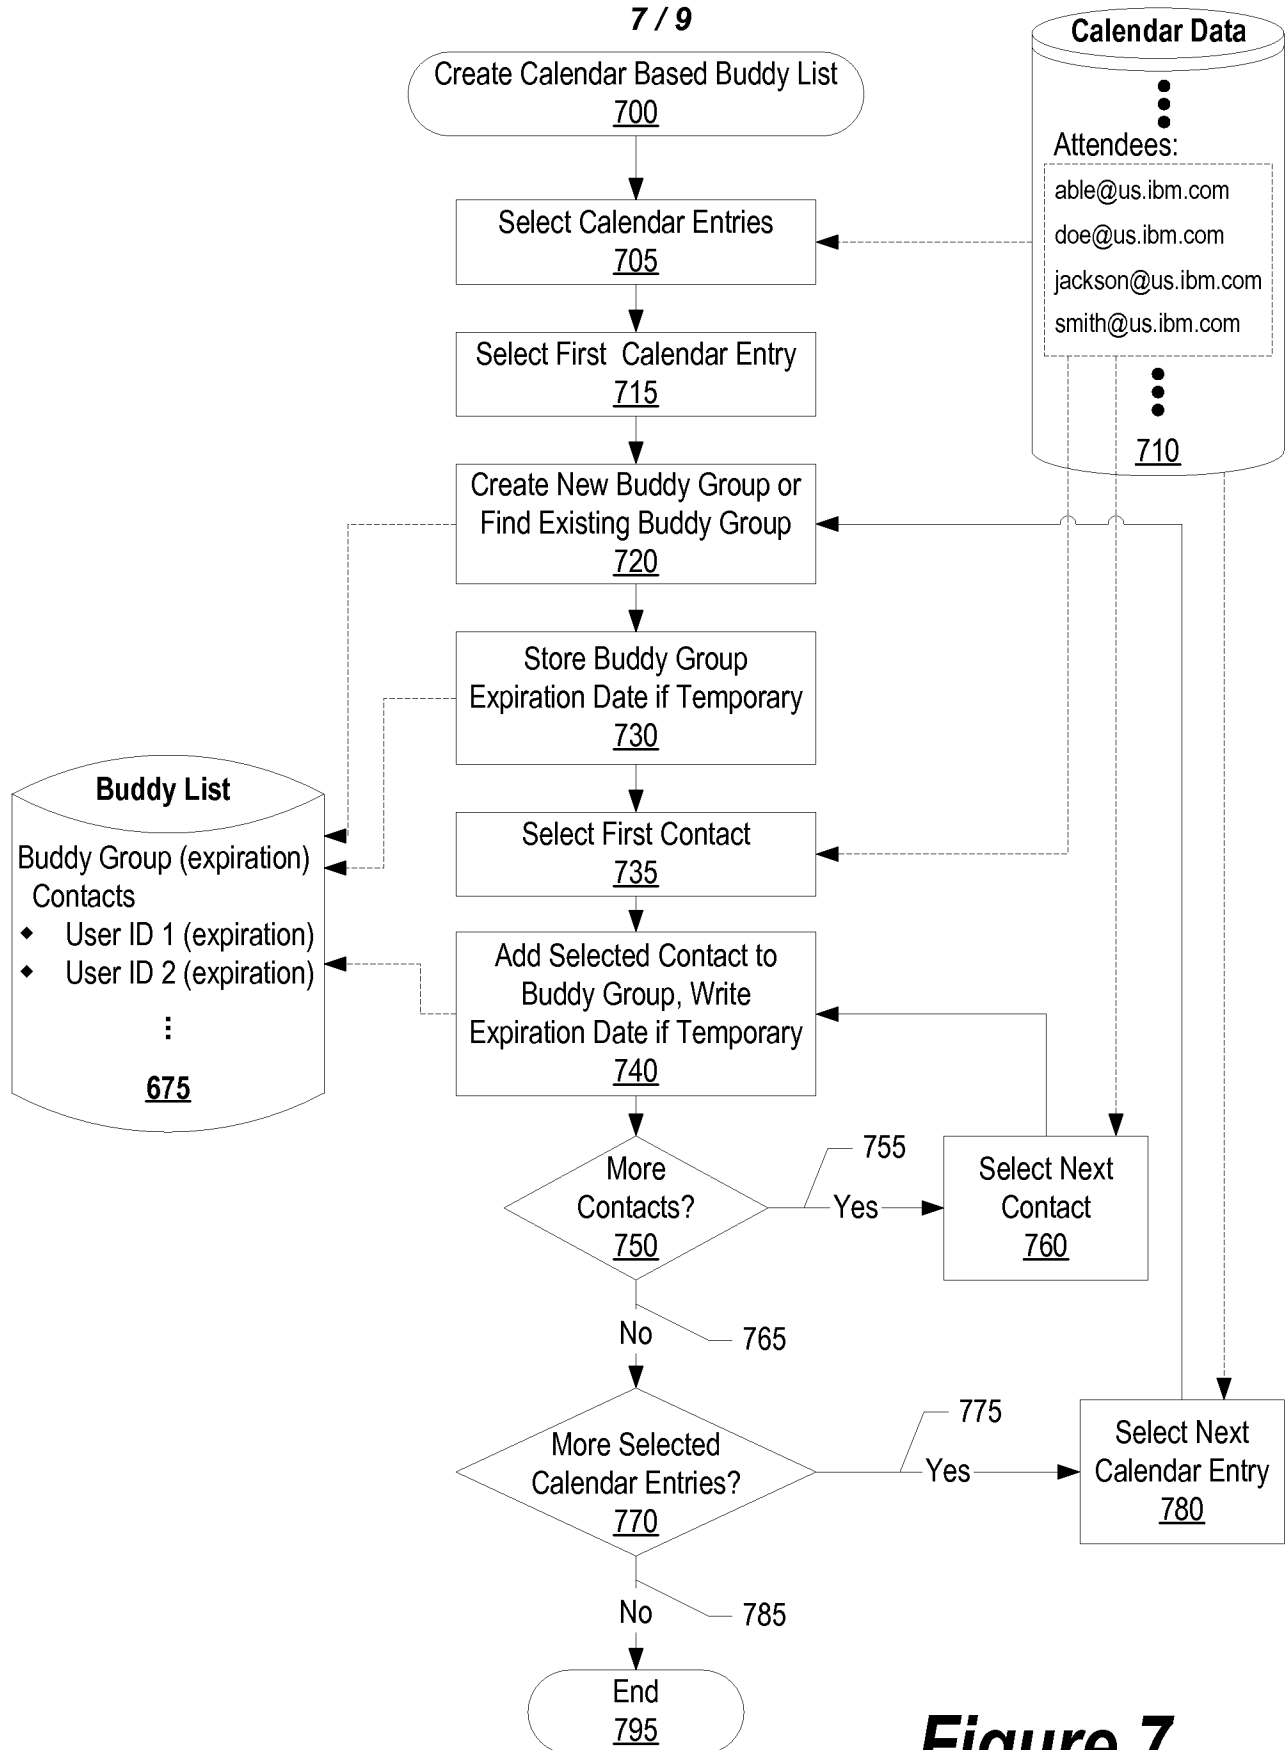 7 / 9
Create Calendar Based Buddy List
700
Calendar Data
Attendees:
able@us.ibm.com
doe@us.ibm.com
jackson@us.ibm.com
smith@us.ibm.com
710
Select Calendar Entries
705
Select First Calendar Entry
715
Create New Buddy Group or
Find Existing Buddy Group
720
Store Buddy Group
Expiration Date if Temporary
730
Buddy List
Buddy Group (expiration)
Contacts
◆ User ID 1 (expiration)
◆ User ID 2 (expiration)
⋮
675
Select First Contact
735
Add Selected Contact to
Buddy Group, Write
Expiration Date if Temporary
740
More
Contacts?
750
755
Yes
Select Next
Contact
760
No
765
More Selected
Calendar Entries?
770
775
Yes
Select Next
Calendar Entry
780
No
785
End
795
Figure 7